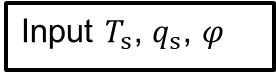 Input Tₛ, qₛ, φ